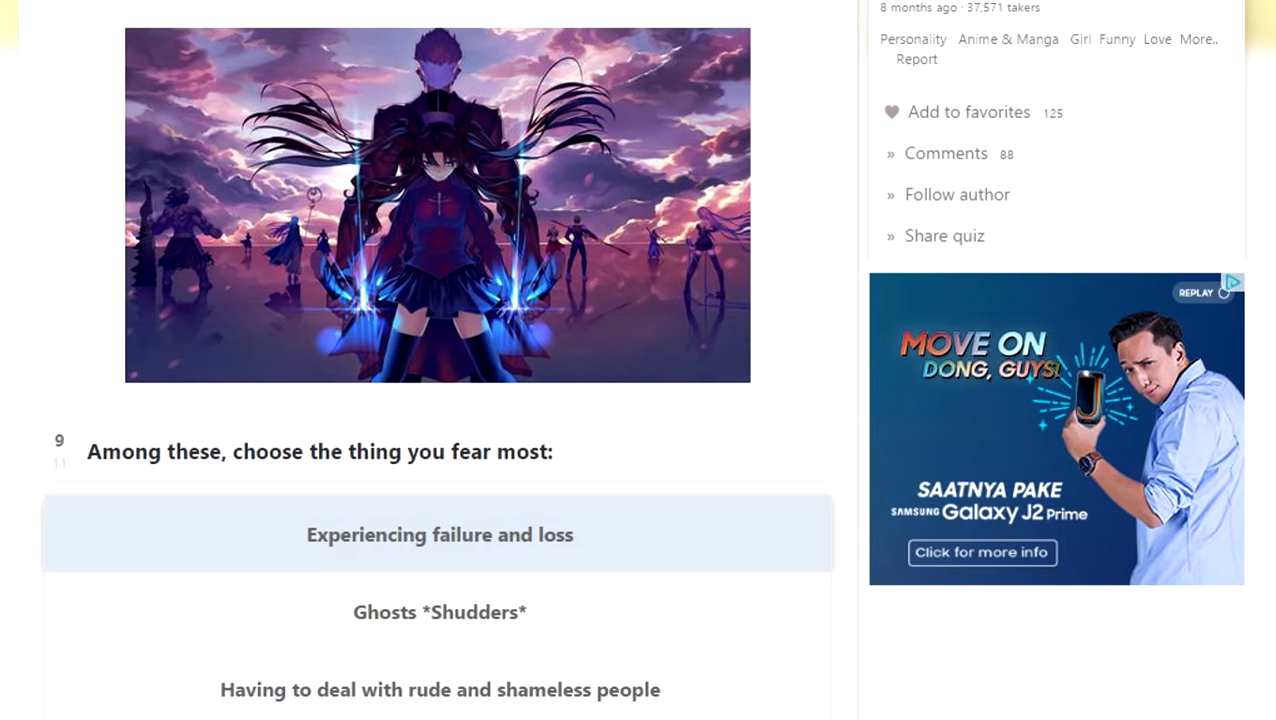 8 months ago · 37,571 takers
Personality Anime & Manga Girl Funny Love More..
Report
Add to favorites 125
» Comments 88
» Follow author
» Share quiz
REPLAY
MOVE ON
DONG, GUYS!
SAATNYA PAKE
SAMSUNG Galaxy J2 Prime
Click for more info
9
11
Among these, choose the thing you fear most:
Experiencing failure and loss
Ghosts *Shudders*
Having to deal with rude and shameless people